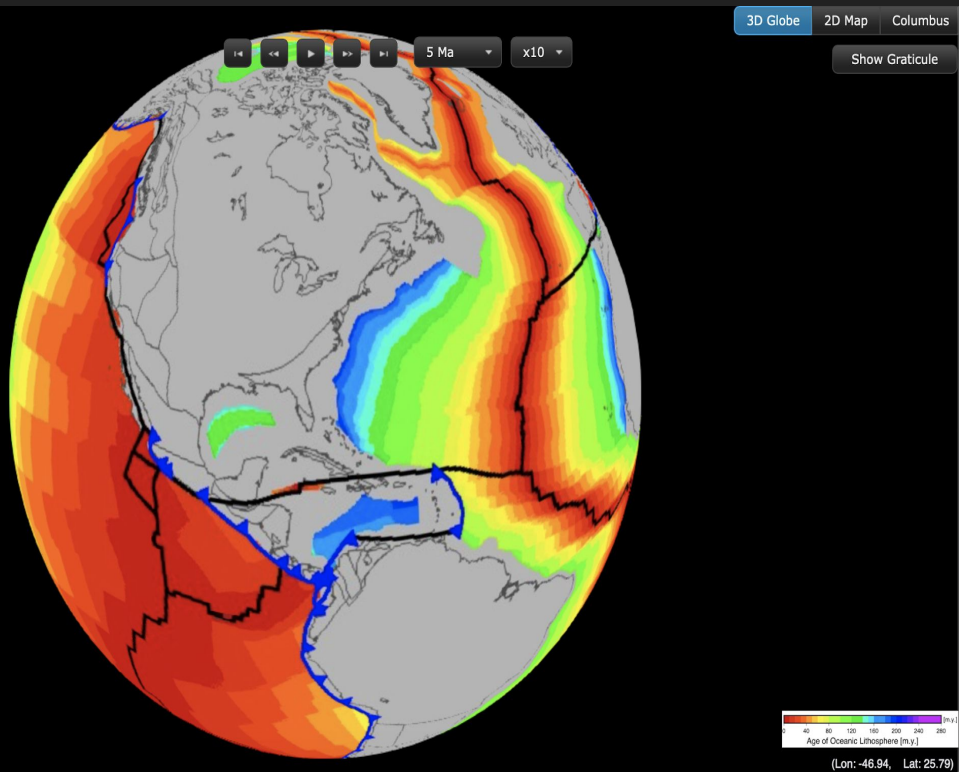 3D Globe 2D Map Columbus
5 Ma x10
Show Graticule
[m.y.]
0 40 80 120 160 200 240 280
Age of Oceanic Lithosphere [m.y.]
(Lon: -46.94, Lat: 25.79)